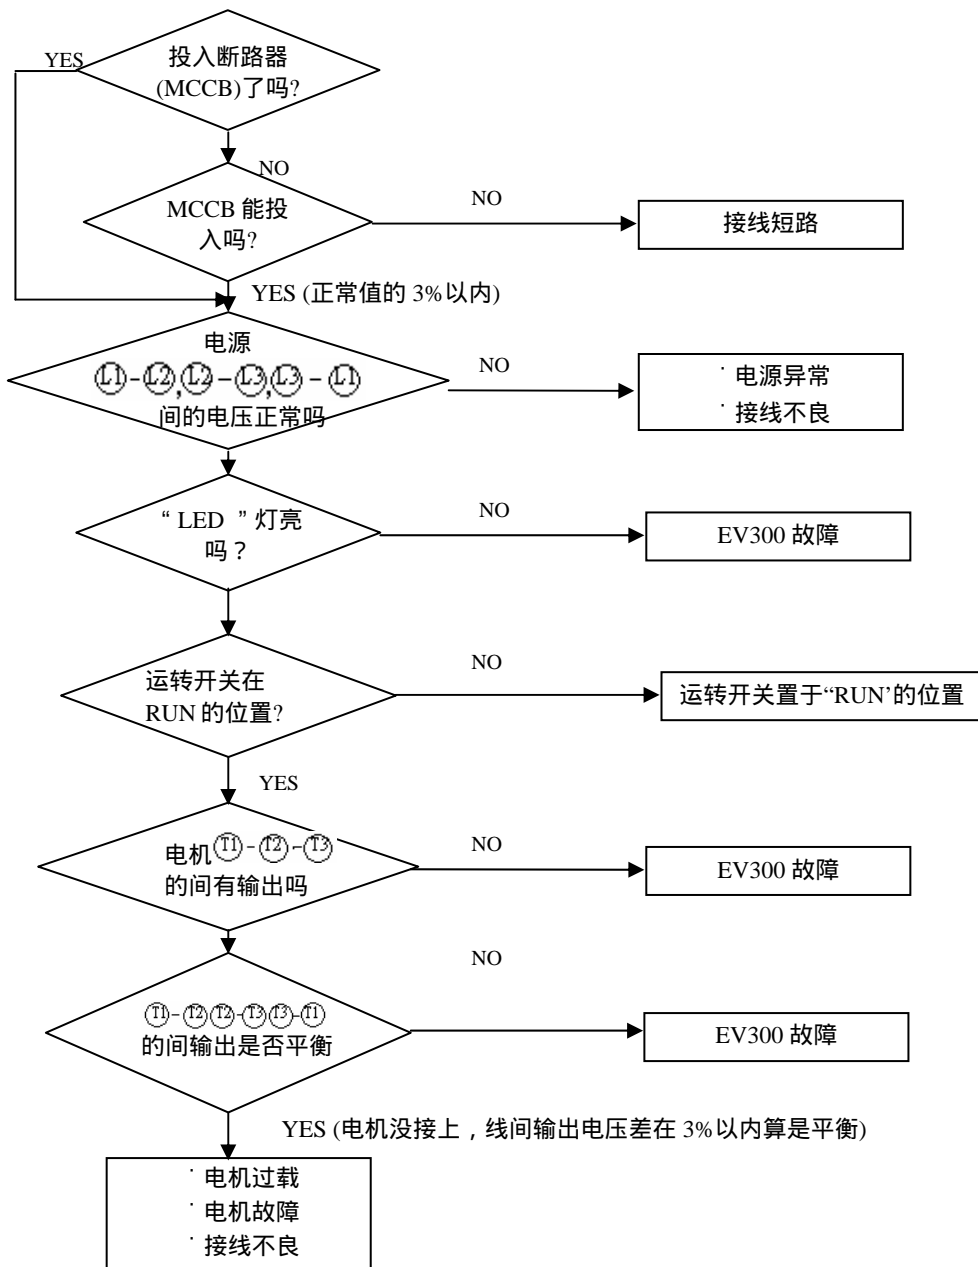 投入断路器
YES
(MCCB)了吗?
NO
MCCB 能投
入吗?
NO
接线短路
YES (正常值的 3%以内)
电源
L1-L2,L2-L3,L3-L1
间的电压正常吗
NO
˙ 电源异常
˙ 接线不良
“ LED ”灯亮
吗？
NO
EV300 故障
运转开关在
RUN 的位置?
NO
运转开关置于“RUN’的位置
YES
电机T1-T2-T3
的间有输出吗
NO
EV300 故障
NO
T1-T2T2-T3T3-T1
的间输出是否平衡
EV300 故障
YES (电机没接上，线间输出电压差在 3%以内算是平衡)
˙ 电机过载
˙ 电机故障
˙ 接线不良